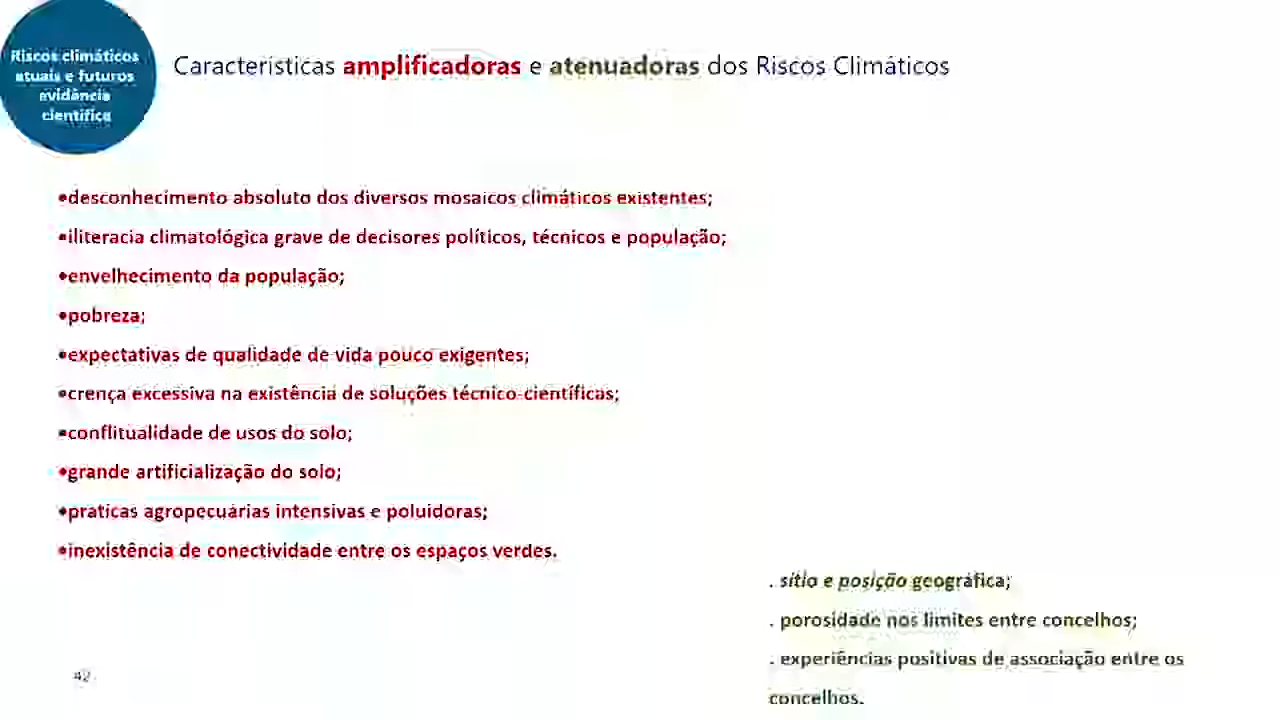 Riscos climáticos
atuais e futuros
evidência
científica
Características amplificadoras e atenuadoras dos Riscos Climáticos
•desconhecimento absoluto dos diversos mosaicos climáticos existentes;
•iliteracia climatológica grave de decisores políticos, técnicos e população;
•envelhecimento da população;
•pobreza;
•expectativas de qualidade de vida pouco exigentes;
•crença excessiva na existência de soluções técnico-científicas;
•conflitualidade de usos do solo;
•grande artificialização do solo;
•praticas agropecuárias intensivas e poluidoras;
•inexistência de conectividade entre os espaços verdes.
. sítio e posição geográfica;
. porosidade nos limites entre concelhos;
. experiências positivas de associação entre os
concelhos.
42